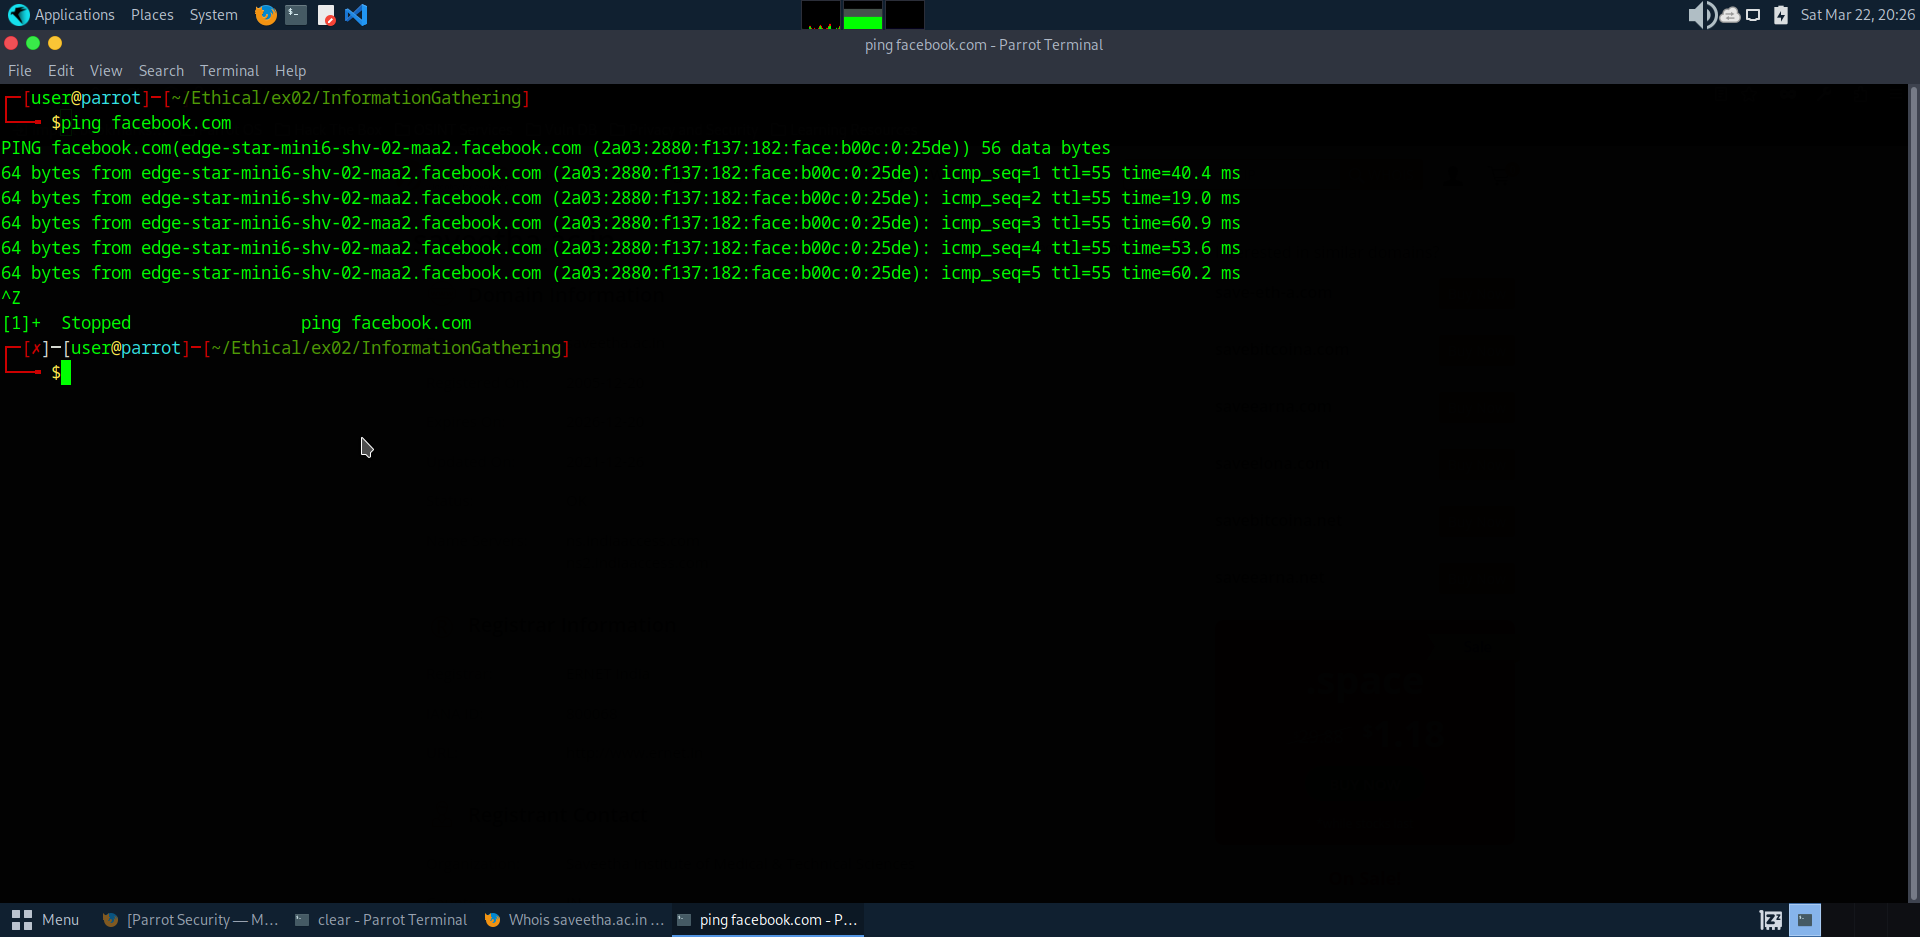 Applications Places System Sat Mar 22, 20:26
ping facebook.com - Parrot Terminal
File Edit View Search Terminal Help
┌─[user@parrot]─[~/Ethical/ex02/InformationGathering]
└──╼ $ping facebook.com
PING facebook.com(edge-star-mini6-shv-02-maa2.facebook.com (2a03:2880:f137:182:face:b00c:0:25de)) 56 data bytes
64 bytes from edge-star-mini6-shv-02-maa2.facebook.com (2a03:2880:f137:182:face:b00c:0:25de): icmp_seq=1 ttl=55 time=40.4 ms
64 bytes from edge-star-mini6-shv-02-maa2.facebook.com (2a03:2880:f137:182:face:b00c:0:25de): icmp_seq=2 ttl=55 time=19.0 ms
64 bytes from edge-star-mini6-shv-02-maa2.facebook.com (2a03:2880:f137:182:face:b00c:0:25de): icmp_seq=3 ttl=55 time=60.9 ms
64 bytes from edge-star-mini6-shv-02-maa2.facebook.com (2a03:2880:f137:182:face:b00c:0:25de): icmp_seq=4 ttl=55 time=53.6 ms
64 bytes from edge-star-mini6-shv-02-maa2.facebook.com (2a03:2880:f137:182:face:b00c:0:25de): icmp_seq=5 ttl=55 time=60.2 ms
^Z
[1]+  Stopped                 ping facebook.com
┌─[✗]─[user@parrot]─[~/Ethical/ex02/InformationGathering]
└──╼ $
Menu [Parrot Security — M... clear - Parrot Terminal Whois saveetha.ac.in ... ping facebook.com - P...